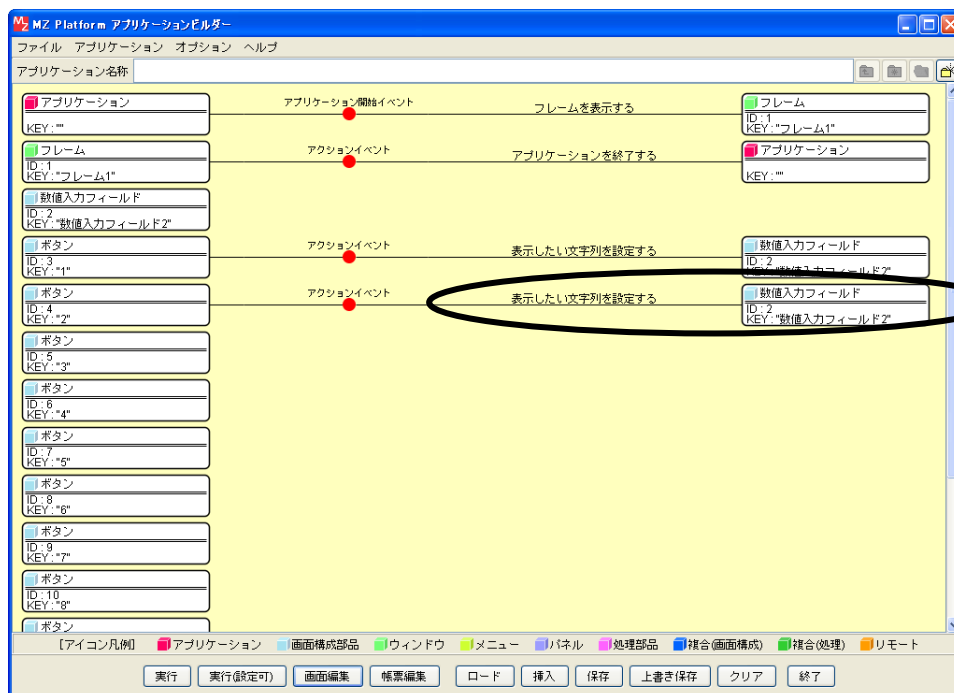 MZ Platform アプリケーションビルダー
ファイル アプリケーション オプション ヘルプ
アプリケーション名称
アプリケーション
KEY:""
アプリケーション開始イベント
フレームを表示する
フレーム
ID:1
KEY:"フレーム1"
フレーム
ID:1
KEY:"フレーム1"
アクションイベント
アプリケーションを終了する
アプリケーション
KEY:""
数値入力フィールド
ID:2
KEY:"数値入力フィールド2"
ボタン
ID:3
KEY:"1"
アクションイベント
表示したい文字列を設定する
数値入力フィールド
ID:2
KEY:"数値入力フィールド2"
ボタン
ID:4
KEY:"2"
アクションイベント
表示したい文字列を設定する
数値入力フィールド
ID:2
KEY:"数値入力フィールド2"
ボタン
ID:5
KEY:"3"
ボタン
ID:6
KEY:"4"
ボタン
ID:7
KEY:"5"
ボタン
ID:8
KEY:"6"
ボタン
ID:9
KEY:"7"
ボタン
ID:10
KEY:"8"
ボタン
[アイコン凡例] アプリケーション 画面構成部品 ウィンドウ メニュー パネル 処理部品 複合(画面構成) 複合(処理) リモート
実行 実行(設定可) 画面編集 帳票編集 ロード 挿入 保存 上書き保存 クリア 終了